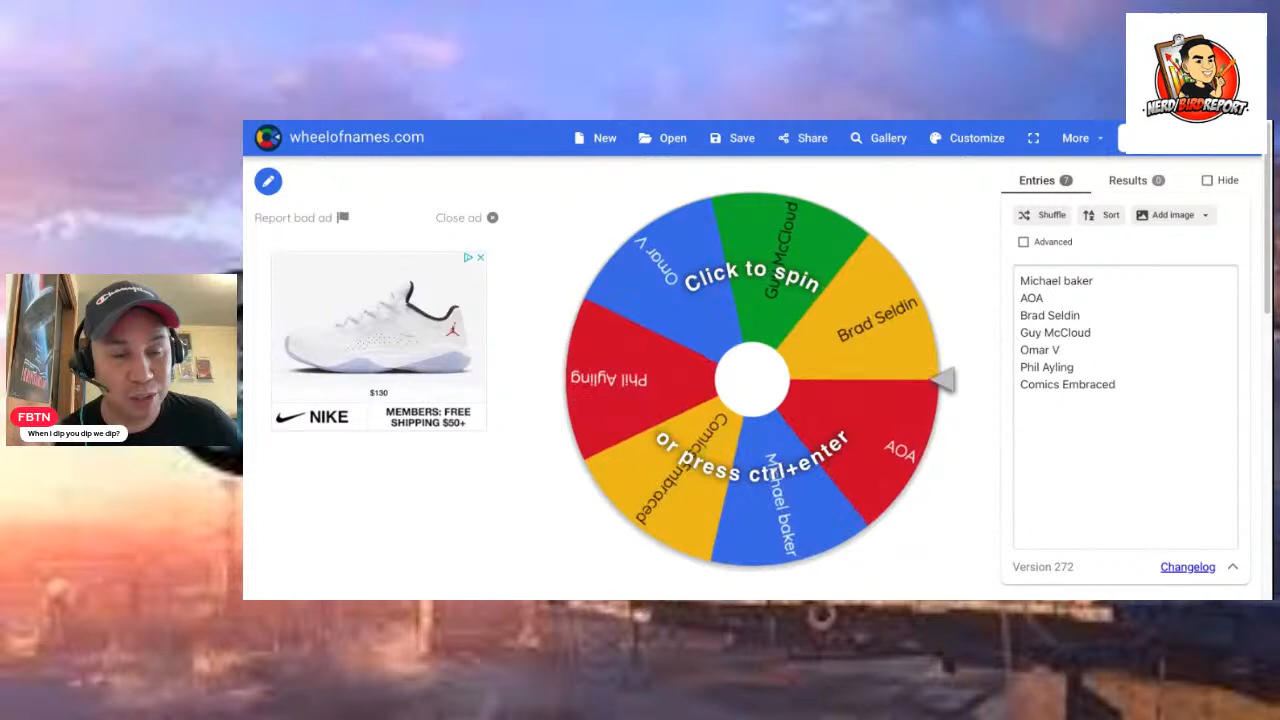 NERD/BIRDREPORT
wheelofnames.com
New
Open
Save
Share
Gallery
Customize
More
Report bad ad
Close ad
$130
NIKE
MEMBERS: FREE
SHIPPING $50+
Champion
FBTN
When I dip you dip we dip?
Omar V
Guy McCloud
Brad Seldin
AOA
Michael baker
Comics Embraced
Phil Ayling
Click to spin
or press ctrl+enter
Entries 7
Results 0
Hide
Shuffle
Sort
Add image
Advanced
Michael baker
AOA
Brad Seldin
Guy McCloud
Omar V
Phil Ayling
Comics Embraced
Version 272
Changelog